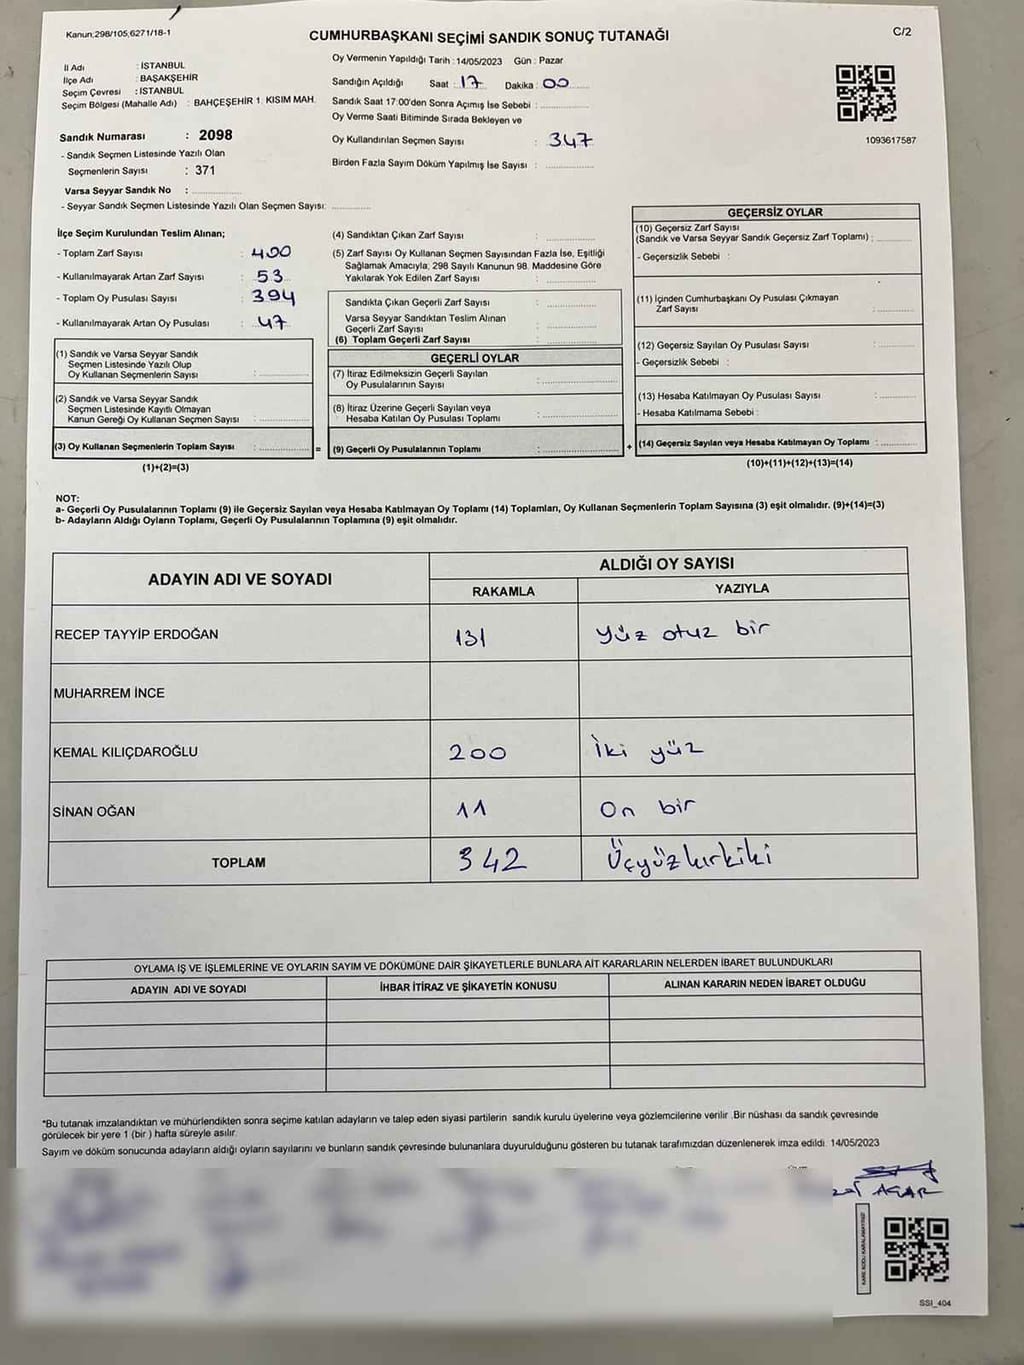 Kanun:298/105,6271/18-1
CUMHURBAŞKANI SEÇİMİ SANDIK SONUÇ TUTANAĞI
C/2
İl Adı : İSTANBUL
İlçe Adı : BAŞAKŞEHİR
Seçim Çevresi : İSTANBUL
Seçim Bölgesi (Mahalle Adı) : BAHÇEŞEHİR 1. KISIM MAH.
Sandık Numarası : 2098
- Sandık Seçmen Listesinde Yazılı Olan
Seçmenlerin Sayısı : 371
Varsa Seyyar Sandık No :
- Seyyar Sandık Seçmen Listesinde Yazılı Olan Seçmen Sayısı:
Oy Vermenin Yapıldığı Tarih : 14/05/2023 Gün : Pazar
Sandığın Açıldığı Saat : 17 Dakika : 00
Sandık Saat 17:00'den Sonra Açımış İse Sebebi :
Oy Verme Saati Bitiminde Sırada Bekleyen ve
Oy Kullandırılan Seçmen Sayısı : 347
Birden Fazla Sayım Döküm Yapılmış İse Sayısı :
1093617587
İlçe Seçim Kurulundan Teslim Alınan;
- Toplam Zarf Sayısı : 400
- Kullanılmayarak Artan Zarf Sayısı : 53
- Toplam Oy Pusulası Sayısı : 394
- Kullanılmayarak Artan Oy Pusulası : 47
(1) Sandık ve Varsa Seyyar Sandık
Seçmen Listesinde Yazılı Olup
Oy Kullanan Seçmenlerin Sayısı :
(2) Sandık ve Varsa Seyyar Sandık
Seçmen Listesinde Kayıtlı Olmayan
Kanun Gereği Oy Kullanan Seçmen Sayısı :
(3) Oy Kullanan Seçmenlerin Toplam Sayısı : =
(1)+(2)=(3)
(4) Sandıktan Çıkan Zarf Sayısı :
(5) Zarf Sayısı Oy Kullanan Seçmen Sayısından Fazla İse, Eşitliği
Sağlamak Amacıyla, 298 Sayılı Kanunun 98. Maddesine Göre
Yakılarak Yok Edilen Zarf Sayısı :
Sandıkta Çıkan Geçerli Zarf Sayısı :
Varsa Seyyar Sandıktan Teslim Alınan
Geçerli Zarf Sayısı :
(6) Toplam Geçerli Zarf Sayısı :
GEÇERLİ OYLAR
(7) İtiraz Edilmeksizin Geçerli Sayılan
Oy Pusulalarının Sayısı :
(8) İtiraz Üzerine Geçerli Sayılan veya
Hesaba Katılan Oy Pusulası Toplamı :
(9) Geçerli Oy Pusulalarının Toplamı : +
GEÇERSİZ OYLAR
(10) Geçersiz Zarf Sayısı
(Sandık ve Varsa Seyyar Sandık Geçersiz Zarf Toplamı) :
- Geçersizlik Sebebi :
(11) İçinden Cumhurbaşkanı Oy Pusulası Çıkmayan
Zarf Sayısı :
(12) Geçersiz Sayılan Oy Pusulası Sayısı :
- Geçersizlik Sebebi :
(13) Hesaba Katılmayan Oy Pusulası Sayısı :
- Hesaba Katılmama Sebebi :
(14) Geçersiz Sayılan veya Hesaba Katılmayan Oy Toplamı :
(10)+(11)+(12)+(13)=(14)
NOT:
a- Geçerli Oy Pusulalarının Toplamı (9) ile Geçersiz Sayılan veya Hesaba Katılmayan Oy Toplamı (14) Toplamları, Oy Kullanan Seçmenlerin Toplam Sayısına (3) eşit olmalıdır. (9)+(14)=(3)
b- Adayların Aldığı Oyların Toplamı, Geçerli Oy Pusulalarının Toplamına (9) eşit olmalıdır.
ADAYIN ADI VE SOYADI
ALDIĞI OY SAYISI
RAKAMLA YAZIYLA
RECEP TAYYİP ERDOĞAN 131 yüz otuz bir
MUHARREM İNCE
KEMAL KILIÇDAROĞLU 200 İki yüz
SİNAN OĞAN 11 On bir
TOPLAM 342 Üçyüzkırkiki
OYLAMA İŞ VE İŞLEMLERİNE VE OYLARIN SAYIM VE DÖKÜMÜNE DAİR ŞİKAYETLERLE BUNLARA AİT KARARLARIN NELERDEN İBARET BULUNDUKLARI
ADAYIN ADI VE SOYADI İHBAR İTİRAZ VE ŞİKAYETİN KONUSU ALINAN KARARIN NEDEN İBARET OLDUĞU
*Bu tutanak imzalandıktan ve mühürlendikten sonra seçime katılan adayların ve talep eden siyasi partilerin sandık kurulu üyelerine veya gözlemcilerine verilir .Bir nüshası da sandık çevresinde
görülecek bir yere 1 (bir ) hafta süreyle asılır.
Sayım ve döküm sonucunda adayların aldığı oyların sayılarını ve bunların sandık çevresinde bulunanlara duyurulduğunu gösteren bu tutanak tarafımızdan düzenlenerek imza edildi. 14/05/2023
AÇAR
KARE KODU KARALAMAYINIZ!
SSI_404